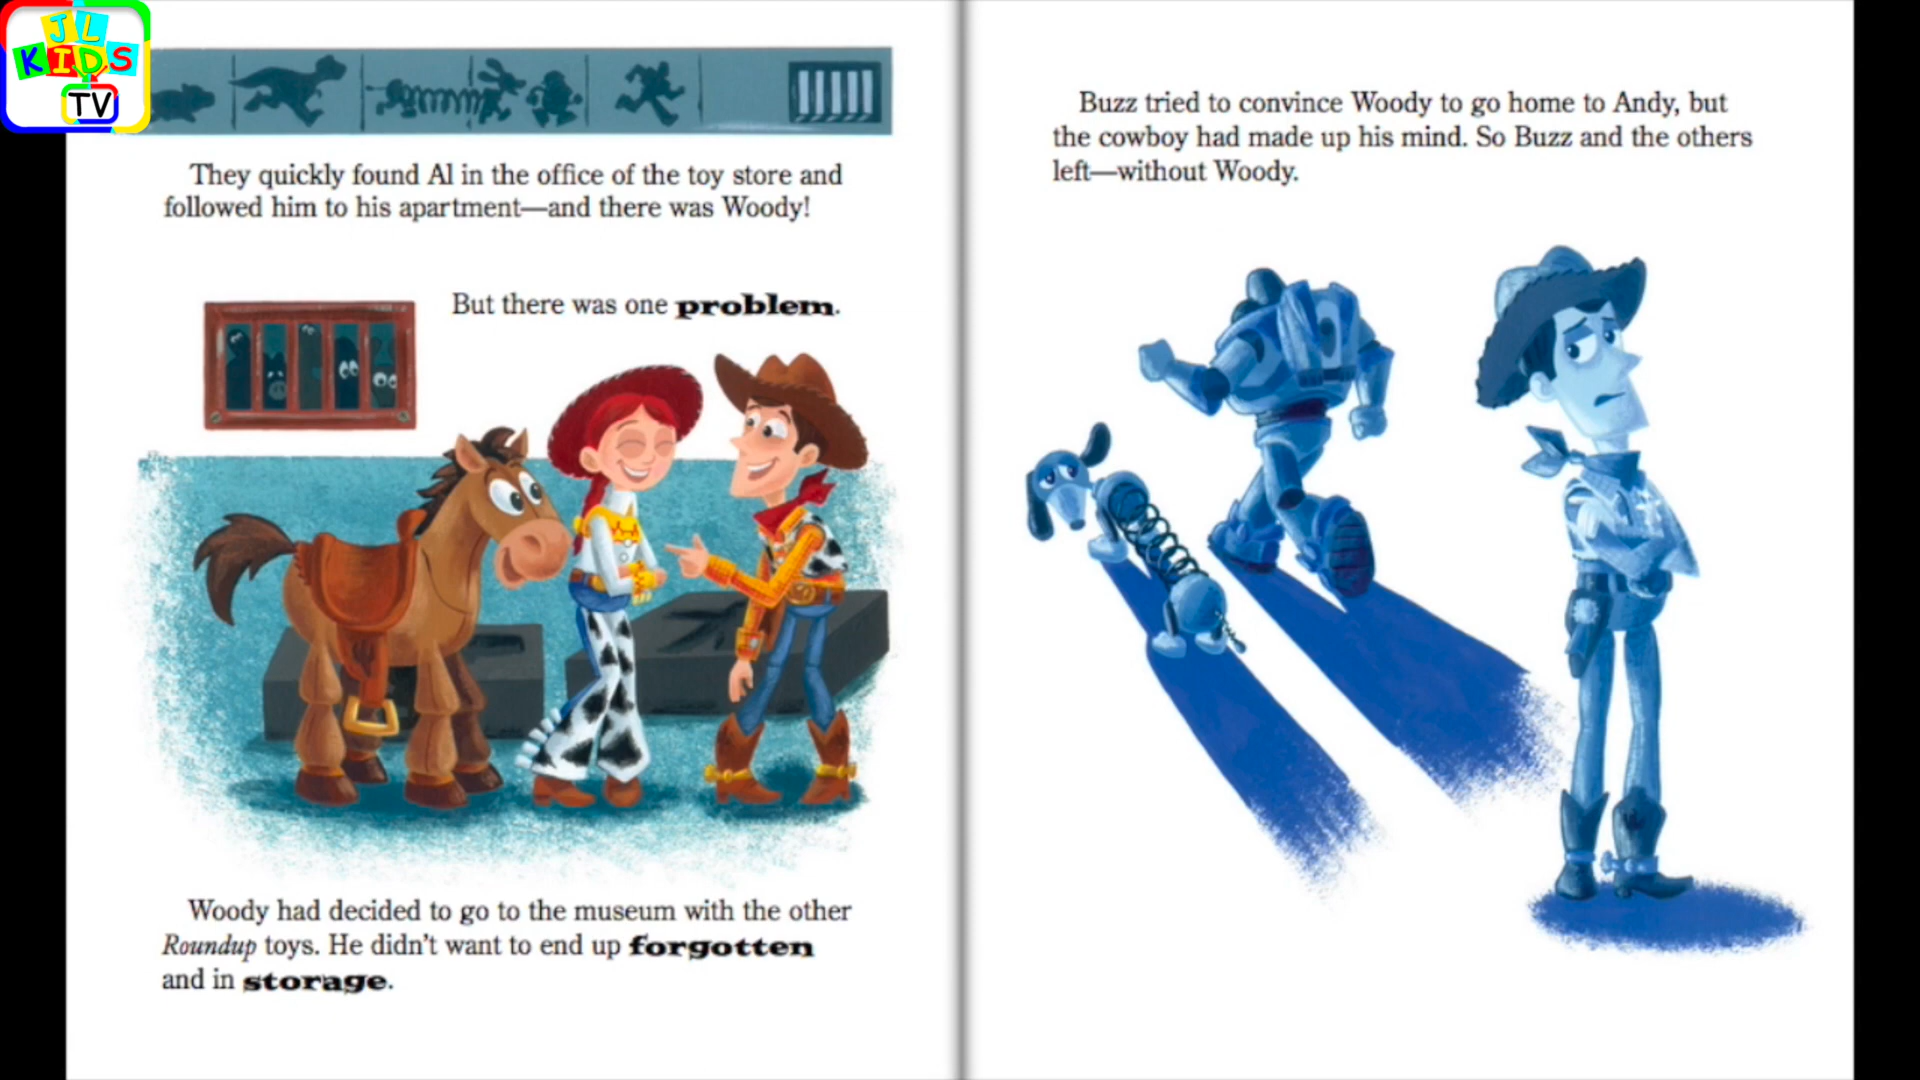 JL
KIDS
TV
They quickly found Al in the office of the toy store and
followed him to his apartment—and there was Woody!
But there was one problem.
Woody had decided to go to the museum with the other
Roundup toys. He didn't want to end up forgotten
and in storage.
Buzz tried to convince Woody to go home to Andy, but
the cowboy had made up his mind. So Buzz and the others
left—without Woody.